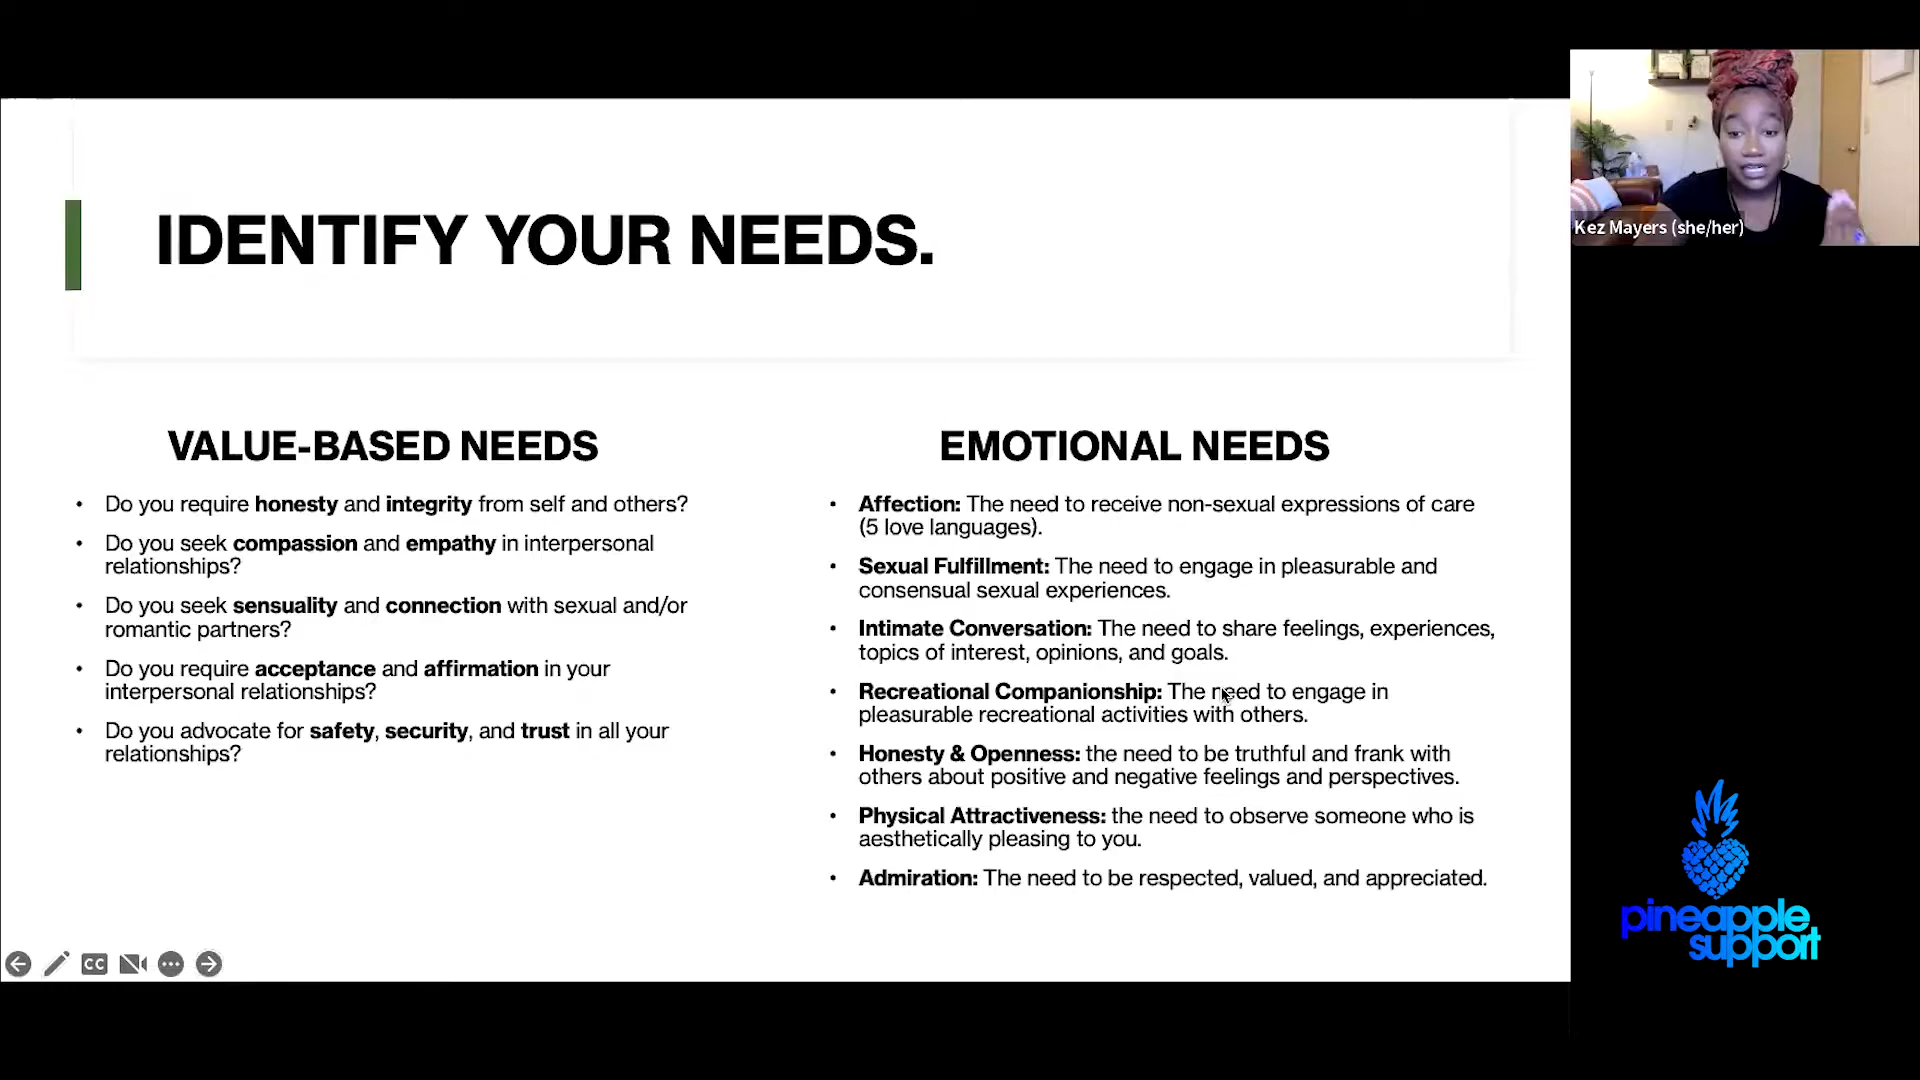 IDENTIFY YOUR NEEDS.
VALUE-BASED NEEDS
• Do you require honesty and integrity from self and others?
• Do you seek compassion and empathy in interpersonal
relationships?
• Do you seek sensuality and connection with sexual and/or
romantic partners?
• Do you require acceptance and affirmation in your
interpersonal relationships?
• Do you advocate for safety, security, and trust in all your
relationships?
EMOTIONAL NEEDS
• Affection: The need to receive non-sexual expressions of care
(5 love languages).
• Sexual Fulfillment: The need to engage in pleasurable and
consensual sexual experiences.
• Intimate Conversation: The need to share feelings, experiences,
topics of interest, opinions, and goals.
• Recreational Companionship: The need to engage in
pleasurable recreational activities with others.
• Honesty & Openness: the need to be truthful and frank with
others about positive and negative feelings and perspectives.
• Physical Attractiveness: the need to observe someone who is
aesthetically pleasing to you.
• Admiration: The need to be respected, valued, and appreciated.
CC
Kez Mayers (she/her)
pineapple
support